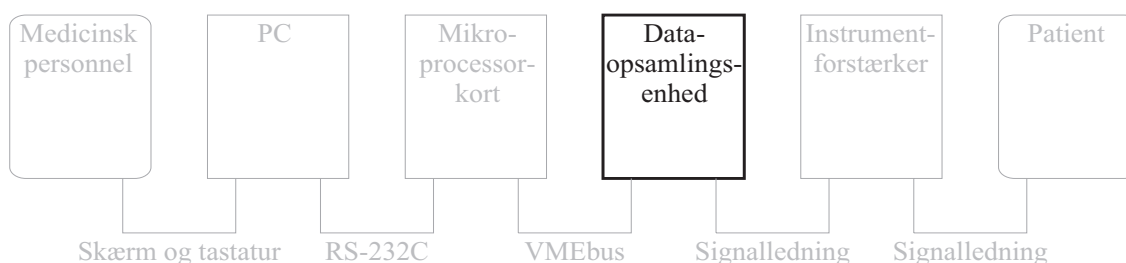 Medicinsk
personnel
PC
Mikro-
processor-
kort
Data-
opsamlings-
enhed
Instrument-
forstærker
Patient
Skærm og tastatur
RS-232C
VMEbus
Signalledning
Signalledning